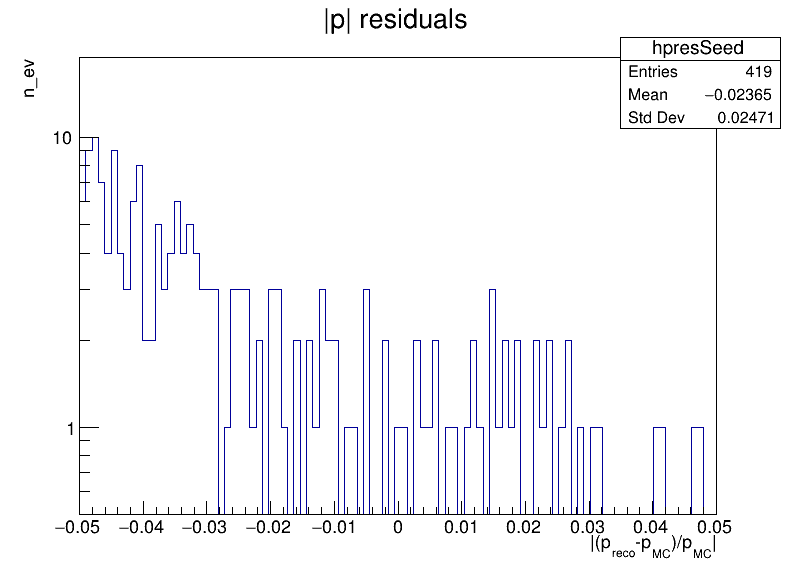 |p| residuals
hpresSeed
Entries 419
Mean −0.02365
Std Dev 0.02471
n_ev
10
1
−0.05 −0.04 −0.03 −0.02 −0.01 0 0.01 0.02 0.03 0.04 0.05
|(p_reco-p_MC)/p_MC|